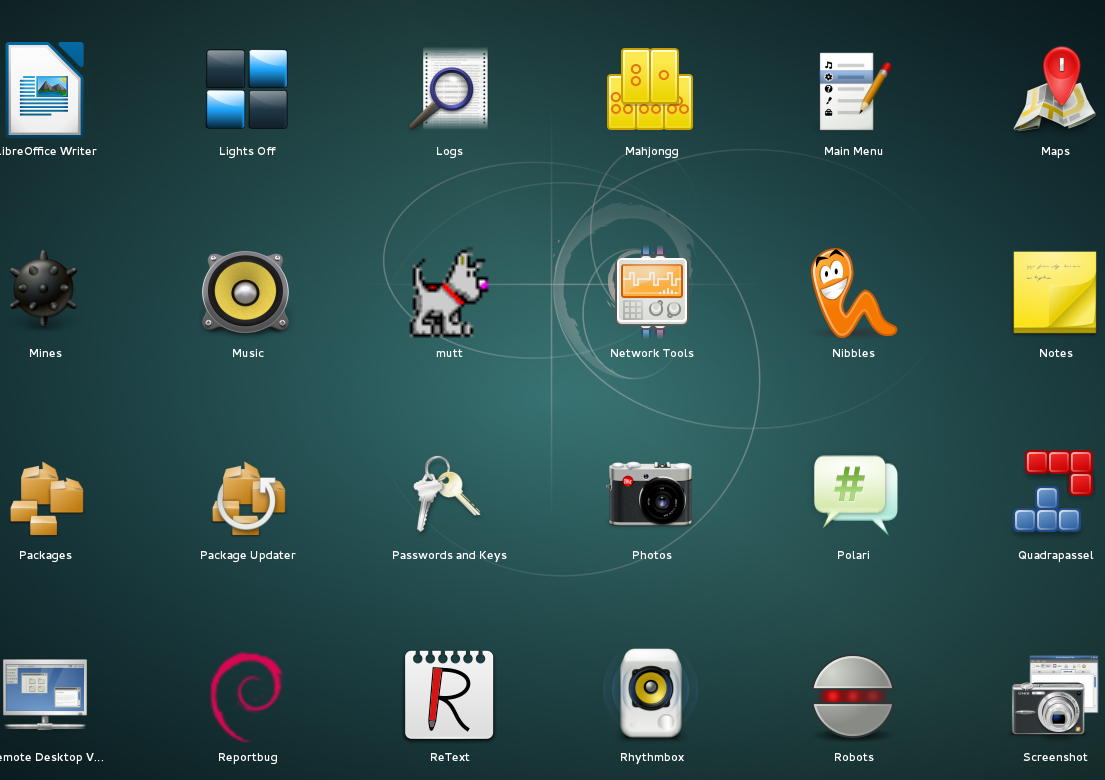 ibreOffice Writer
Lights Off
Logs
Mahjongg
Main Menu
Maps
Mines
Music
mutt
Network Tools
Nibbles
Notes
Packages
Package Updater
Passwords and Keys
Photos
Polari
Quadrapassel
emote Desktop V...
Reportbug
ReText
Rhythmbox
Robots
Screenshot